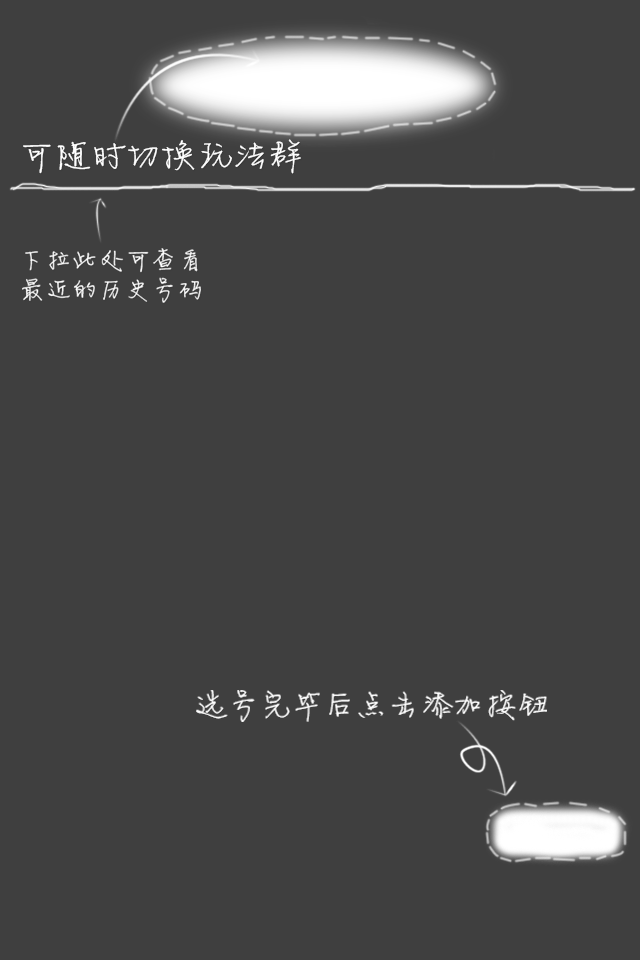 可随时切换玩法群
下拉此处可查看
最近的历史号码
选号完毕后点击添加按钮